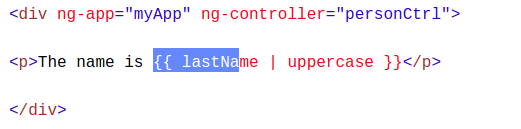 <div ng-app="myApp" ng-controller="personCtrl">
<p>The name is {{ lastName | uppercase }}</p>
</div>